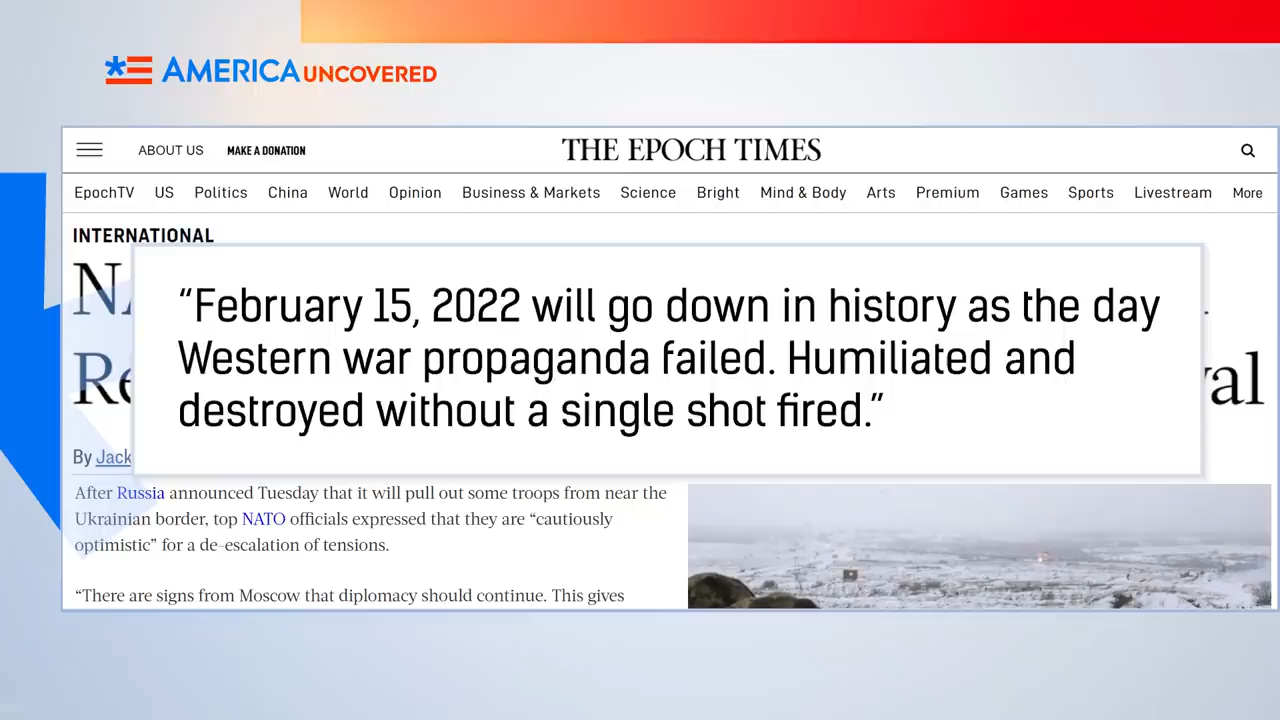 AMERICA UNCOVERED
ABOUT US MAKE A DONATION THE EPOCH TIMES
EpochTV US Politics China World Opinion Business & Markets Science Bright Mind & Body Arts Premium Games Sports Livestream More
INTERNATIONAL
“February 15, 2022 will go down in history as the day
Western war propaganda failed. Humiliated and
destroyed without a single shot fired.”
By Jack
After Russia announced Tuesday that it will pull out some troops from near the
Ukrainian border, top NATO officials expressed that they are “cautiously
optimistic” for a de-escalation of tensions.
“There are signs from Moscow that diplomacy should continue. This gives